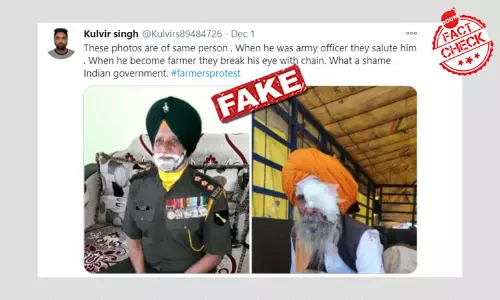 Kulvir singh @Kulvirs89484726 · Dec 1
These photos are of same person . When he was army officer they salute him
. When he become farmer they break his eye with chain. What a shame
Indian government. #farmersprotest
FAKE
100%
FACT
CHECK